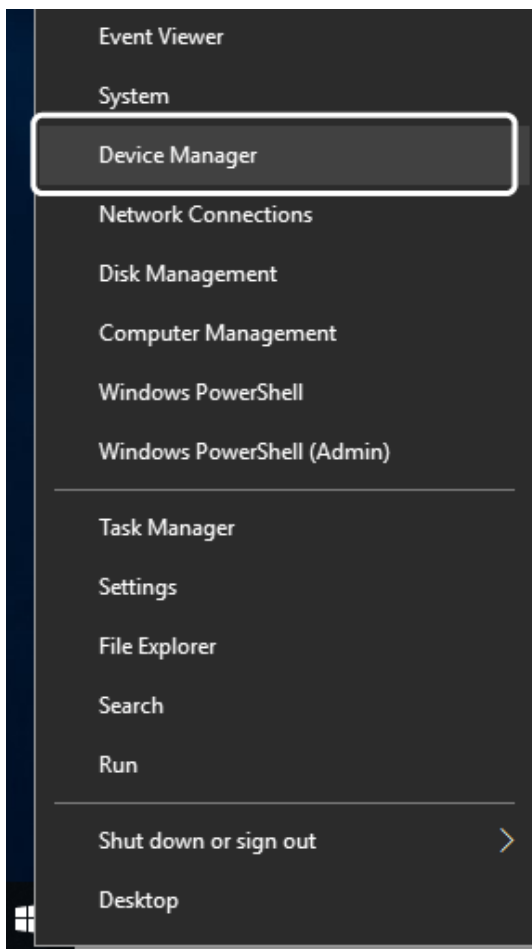 Event Viewer
System
Device Manager
Network Connections
Disk Management
Computer Management
Windows PowerShell
Windows PowerShell (Admin)
Task Manager
Settings
File Explorer
Search
Run
Shut down or sign out
Desktop